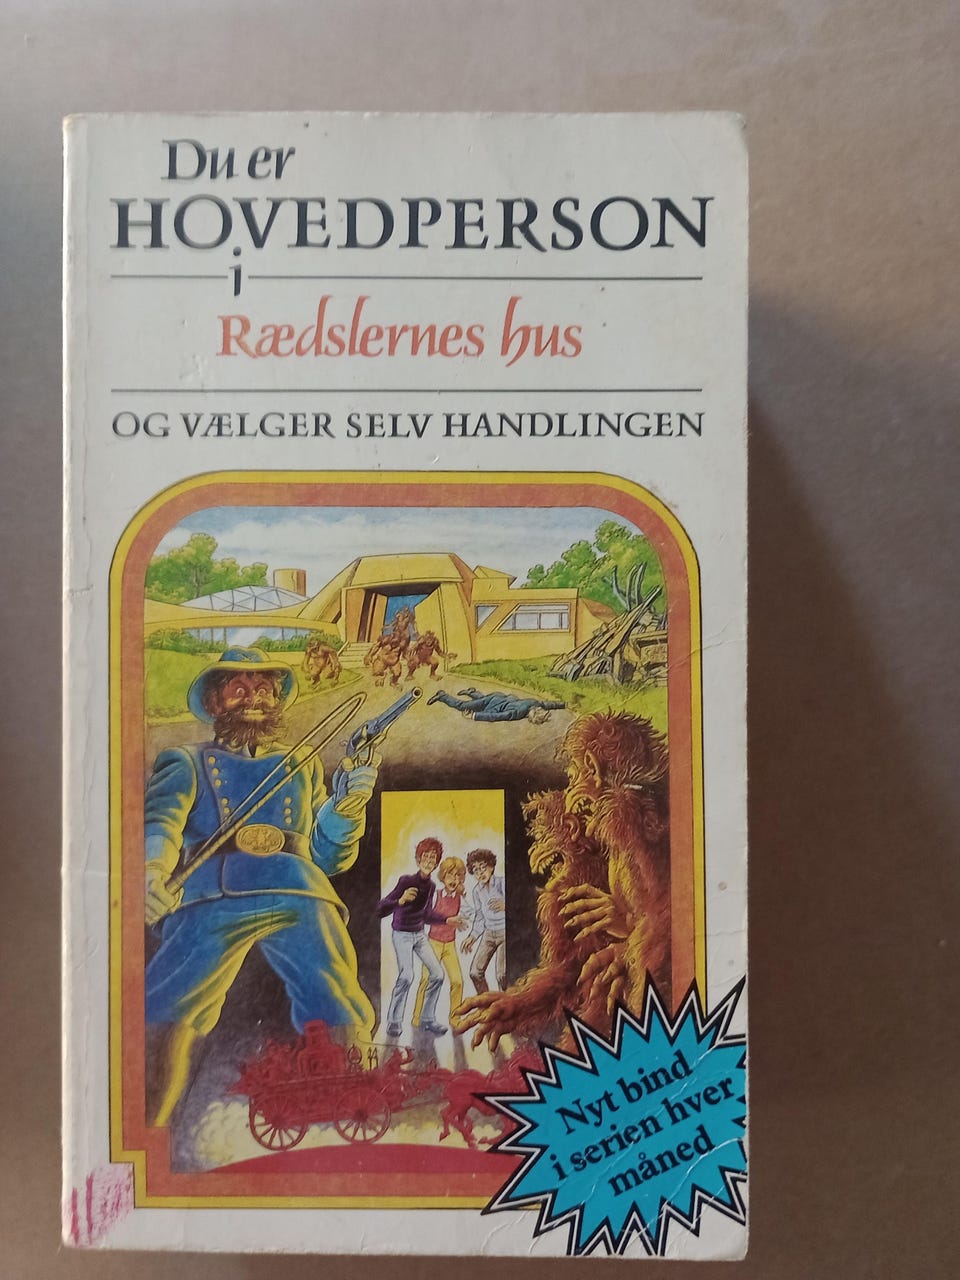 Du er
HOVEDPERSON
i
Rædslernes hus
OG VÆLGER SELV HANDLINGEN
Nyt bind
i serien hver
måned